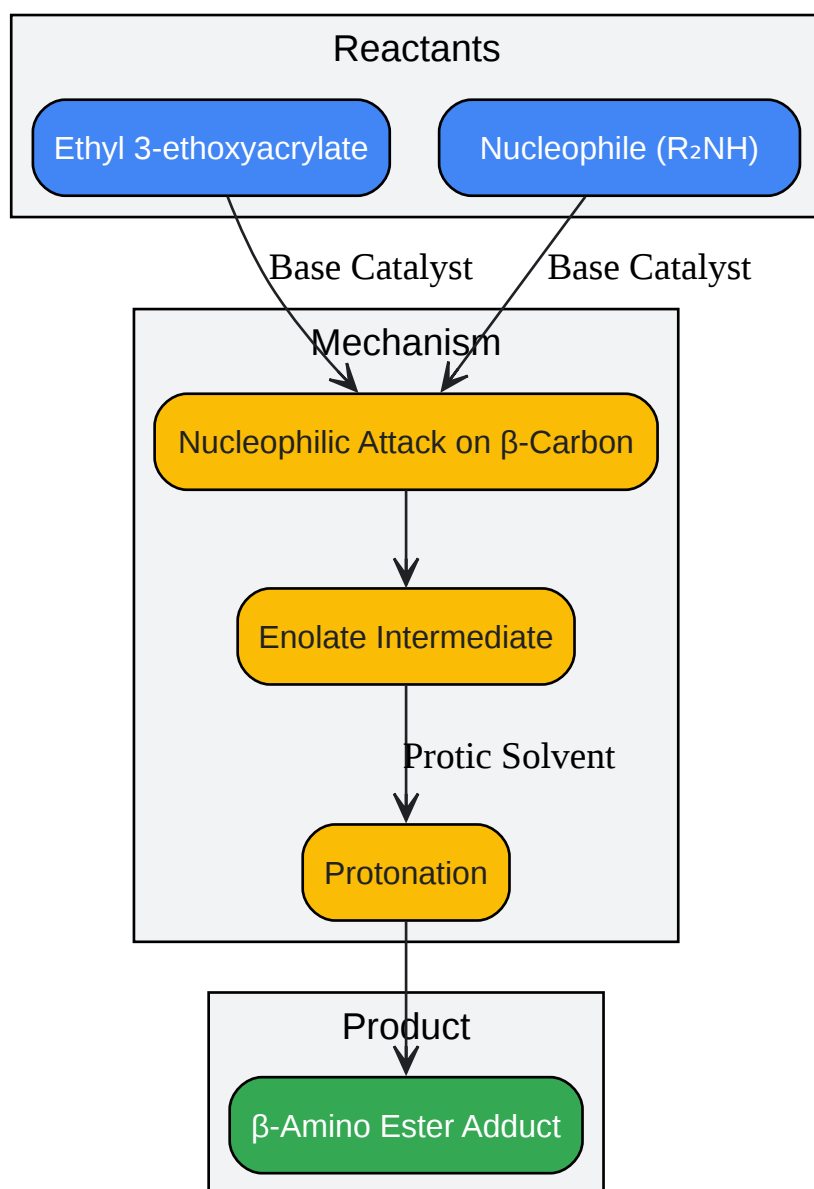 Reactants
Ethyl 3-ethoxyacrylate
Nucleophile (R₂NH)
Base Catalyst
Base Catalyst
Mechanism
Nucleophilic Attack on β-Carbon
Enolate Intermediate
Protic Solvent
Protonation
Product
β-Amino Ester Adduct